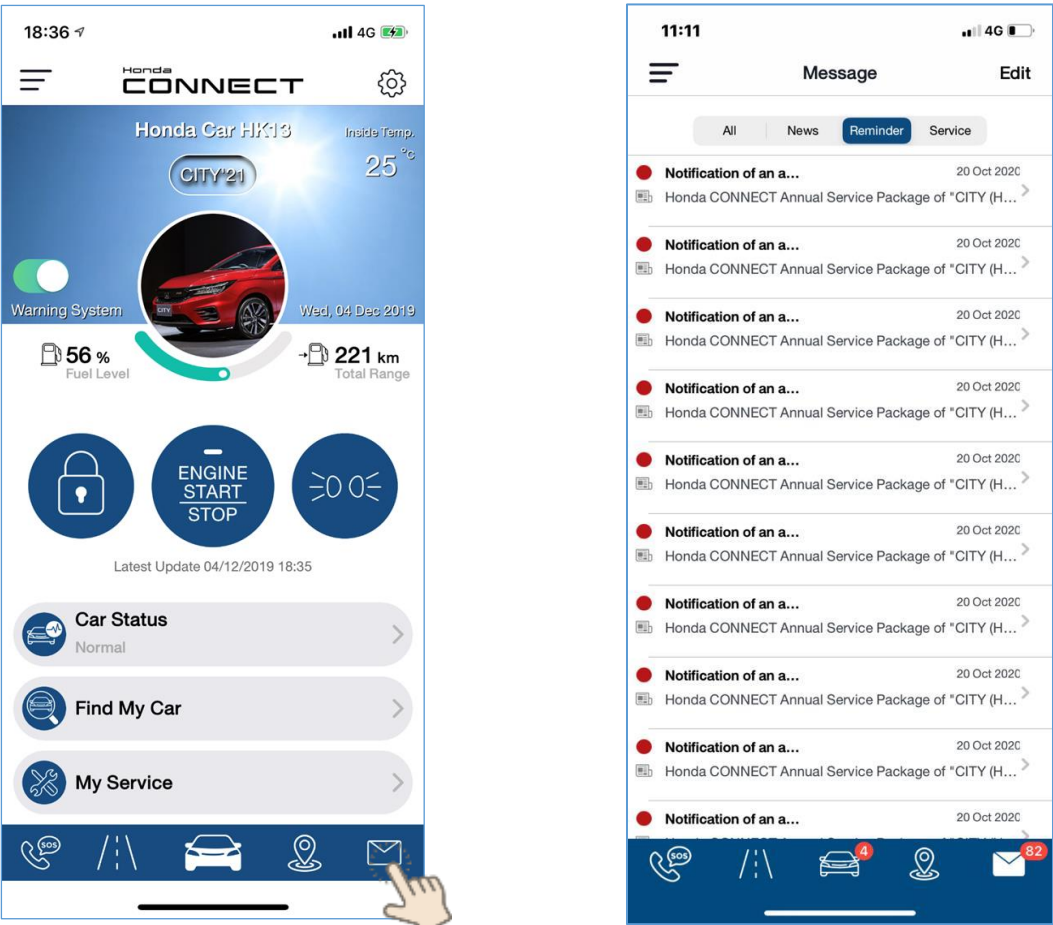 18:36
4G
Honda
CONNECT
Honda Car HK13
Inside Temp.
CITY'21
25 °c
CITY
Warning System
Wed, 04 Dec 2019
56 %
Fuel Level
221 km
Total Range
ENGINE
START
STOP
Latest Update 04/12/2019 18:35
Car Status
Normal
Find My Car
My Service
SOS
11:11
4G
Message
Edit
All
News
Reminder
Service
Notification of an a...
20 Oct 2020
Honda CONNECT Annual Service Package of "CITY (H...
Notification of an a...
20 Oct 2020
Honda CONNECT Annual Service Package of "CITY (H...
Notification of an a...
20 Oct 2020
Honda CONNECT Annual Service Package of "CITY (H...
Notification of an a...
20 Oct 2020
Honda CONNECT Annual Service Package of "CITY (H...
Notification of an a...
20 Oct 2020
Honda CONNECT Annual Service Package of "CITY (H...
Notification of an a...
20 Oct 2020
Honda CONNECT Annual Service Package of "CITY (H...
Notification of an a...
20 Oct 2020
Honda CONNECT Annual Service Package of "CITY (H...
Notification of an a...
20 Oct 2020
Honda CONNECT Annual Service Package of "CITY (H...
Notification of an a...
20 Oct 2020
Honda CONNECT Annual Service Package of "CITY (H...
Notification of an a...
20 Oct 2020
SOS
4
82